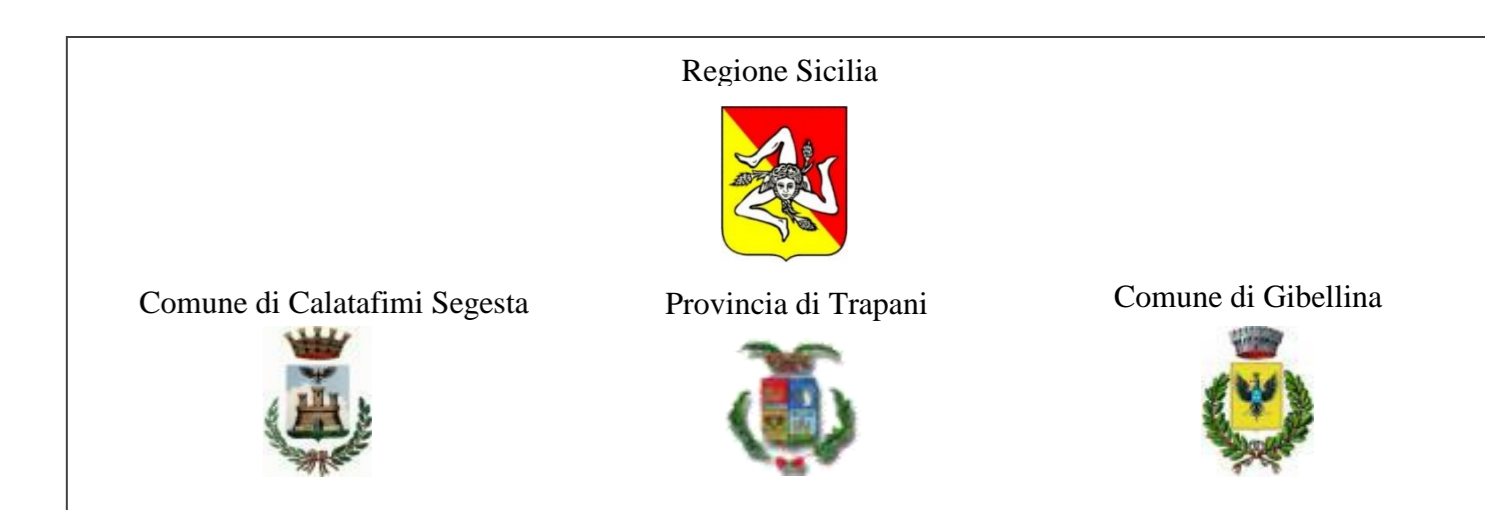 Regione Sicilia
Comune di Calatafimi Segesta
Provincia di Trapani
Comune di Gibellina